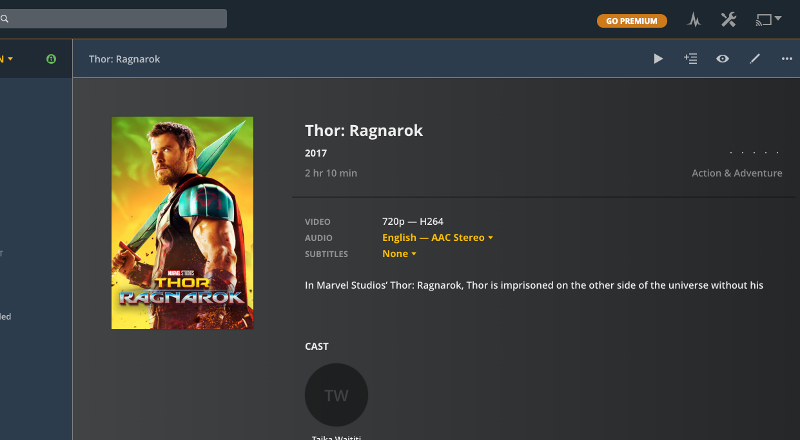 GO PREMIUM
N
Thor: Ragnarok
Thor: Ragnarok
2017
2 hr 10 min
Action & Adventure
VIDEO 720p — H264
AUDIO English — AAC Stereo
SUBTITLES None
In Marvel Studios' Thor: Ragnarok, Thor is imprisoned on the other side of the universe without his
MARVEL STUDIOS
THOR
RAGNAROK
T
led
CAST
TW
Taika Waititi